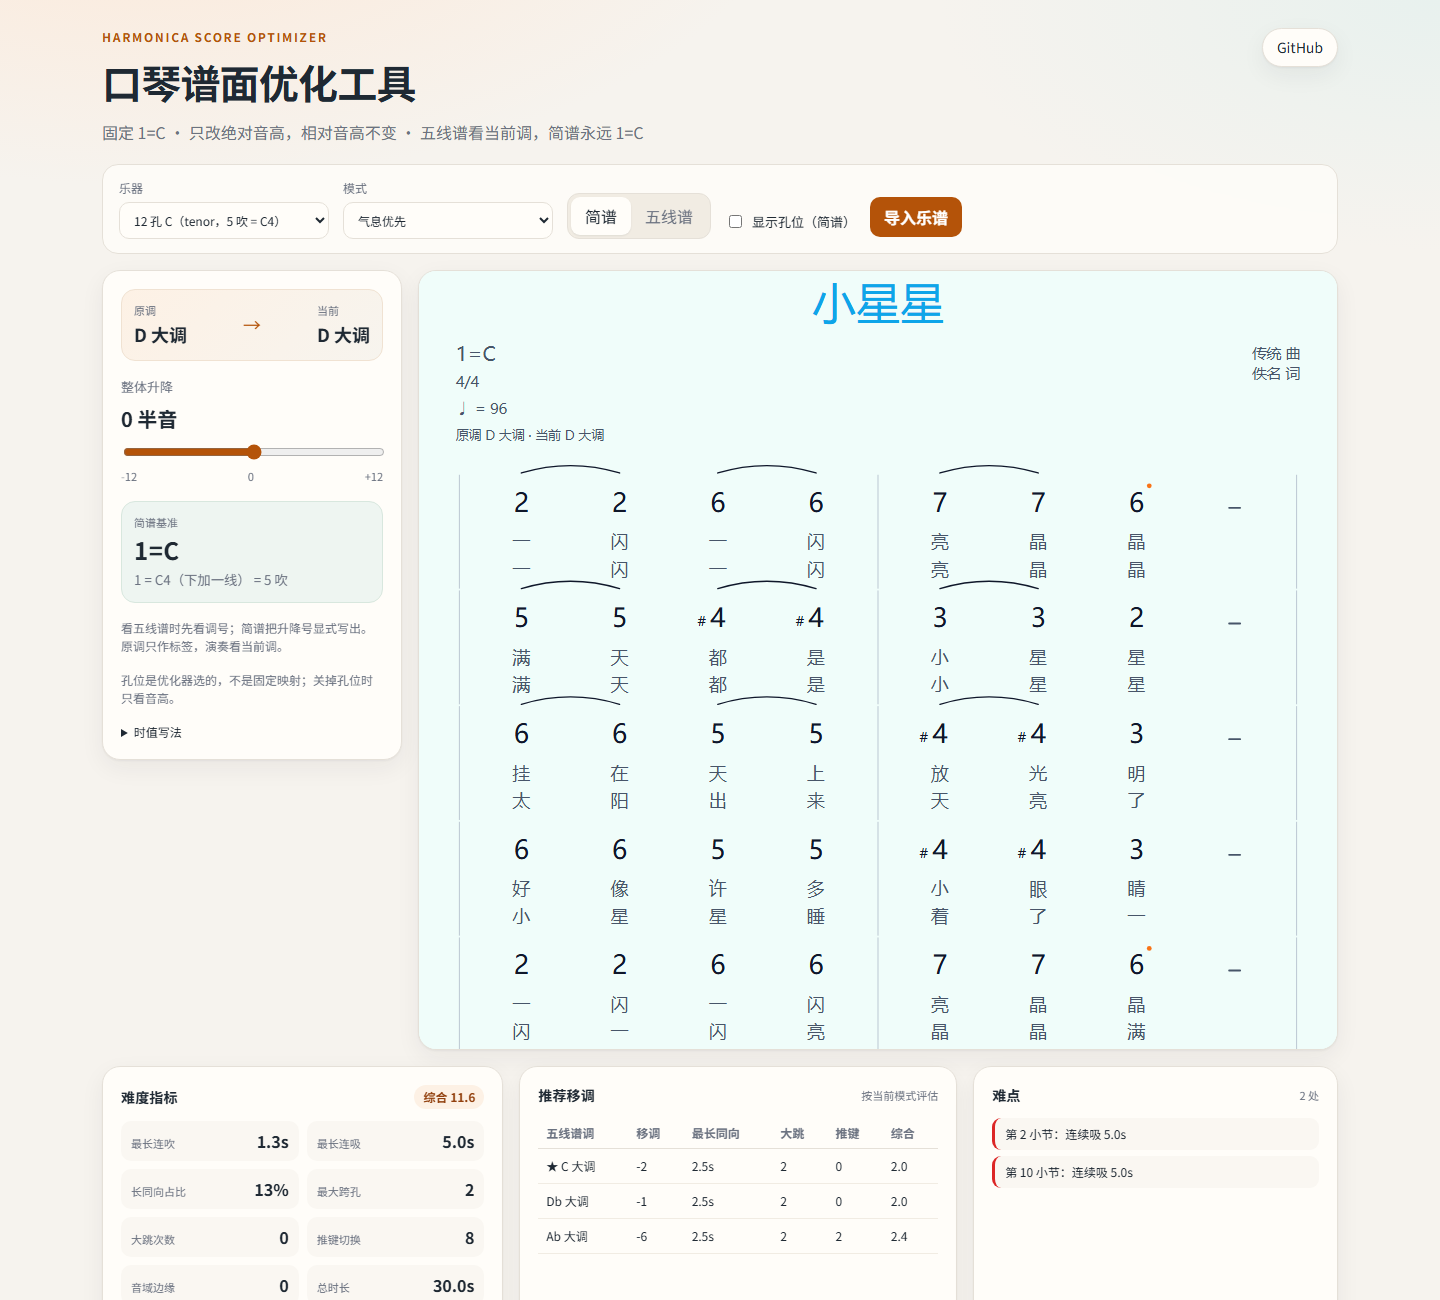 HARMONICA SCORE OPTIMIZER
GitHub
口琴谱面优化工具
固定 1=C · 只改绝对音高，相对音高不变 · 五线谱看当前调，简谱永远 1=C
乐器
模式
12 孔 C（tenor，5 吹 = C4）
气息优先
简谱
五线谱
显示孔位（简谱）
导入乐谱
原调
D 大调
→
当前
D 大调
整体升降
0 半音
-12
0
+12
简谱基准
1=C
1 = C4（下加一线） = 5 吹
看五线谱时先看调号；简谱把升降号显式写出。
原调只作标签，演奏看当前调。
孔位是优化器选的，不是固定映射；关掉孔位时
只看音高。
▶ 时值写法
小星星
1=C
4/4
♩ = 96
原调 D 大调 · 当前 D 大调
传统 曲
佚名 词
2 2 6 6 7 7 6 –
一 闪 一 闪 亮 晶 晶
一 闪 一 闪 亮 晶 晶
5 5 #4 #4 3 3 2 –
满 天 都 是 小 星 星
满 天 都 是 小 星 星
6 6 5 5 #4 #4 3 –
挂 在 天 上 放 光 明
太 阳 出 来 天 亮 了
6 6 5 5 #4 #4 3 –
好 像 许 多 小 眼 睛
小 星 星 睡 着 了 一
2 2 6 6 7 7 6 –
一 闪 一 闪 亮 晶 晶
闪 一 闪 亮 晶 晶 满
难度指标
综合 11.6
最长连吹 1.3s
最长连吸 5.0s
长同向占比 13%
最大跨孔 2
大跳次数 0
推键切换 8
音域边缘 0
总时长 30.0s
推荐移调
按当前模式评估
五线谱调 移调 最长同向 大跳 推键 综合
★ C 大调 -2 2.5s 2 0 2.0
Db 大调 -1 2.5s 2 0 2.0
Ab 大调 -6 2.5s 2 2 2.4
难点
2 处
第 2 小节：连续吸 5.0s
第 10 小节：连续吸 5.0s